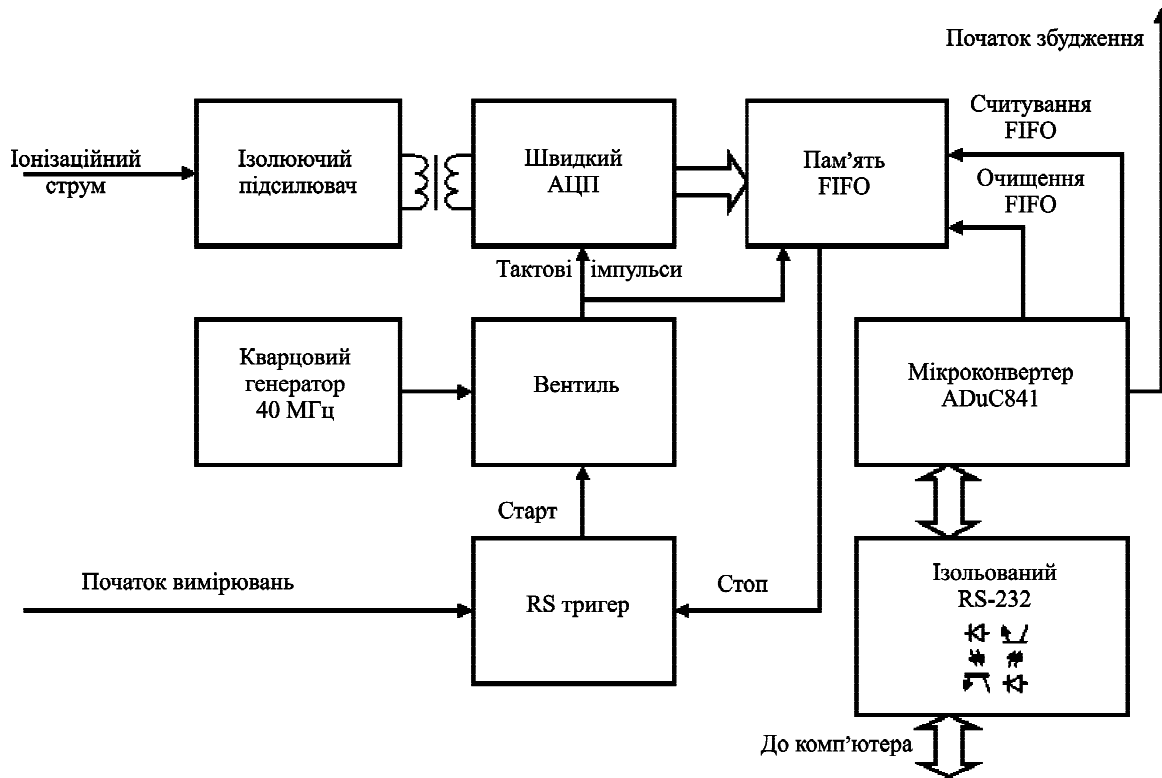 Початок збудження
Іонізаційний
струм
Ізолюючий
підсилювач
Швидкий
АЦП
Пам’ять
FIFO
Считування
FIFO
Очищення
FIFO
Тактові імпульси
Кварцовий
генератор
40 МГц
Вентиль
Мікроконвертер
ADuC841
Старт
Початок вимірювань
RS тригер
Стоп
Ізольований
RS-232
До комп’ютера